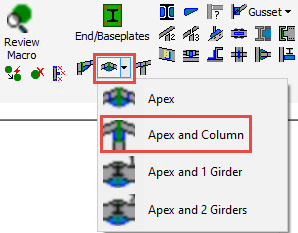 Gusset
Review
Macro
End/Baseplates
Apex
Apex and Column
Apex and 1 Girder
Apex and 2 Girders